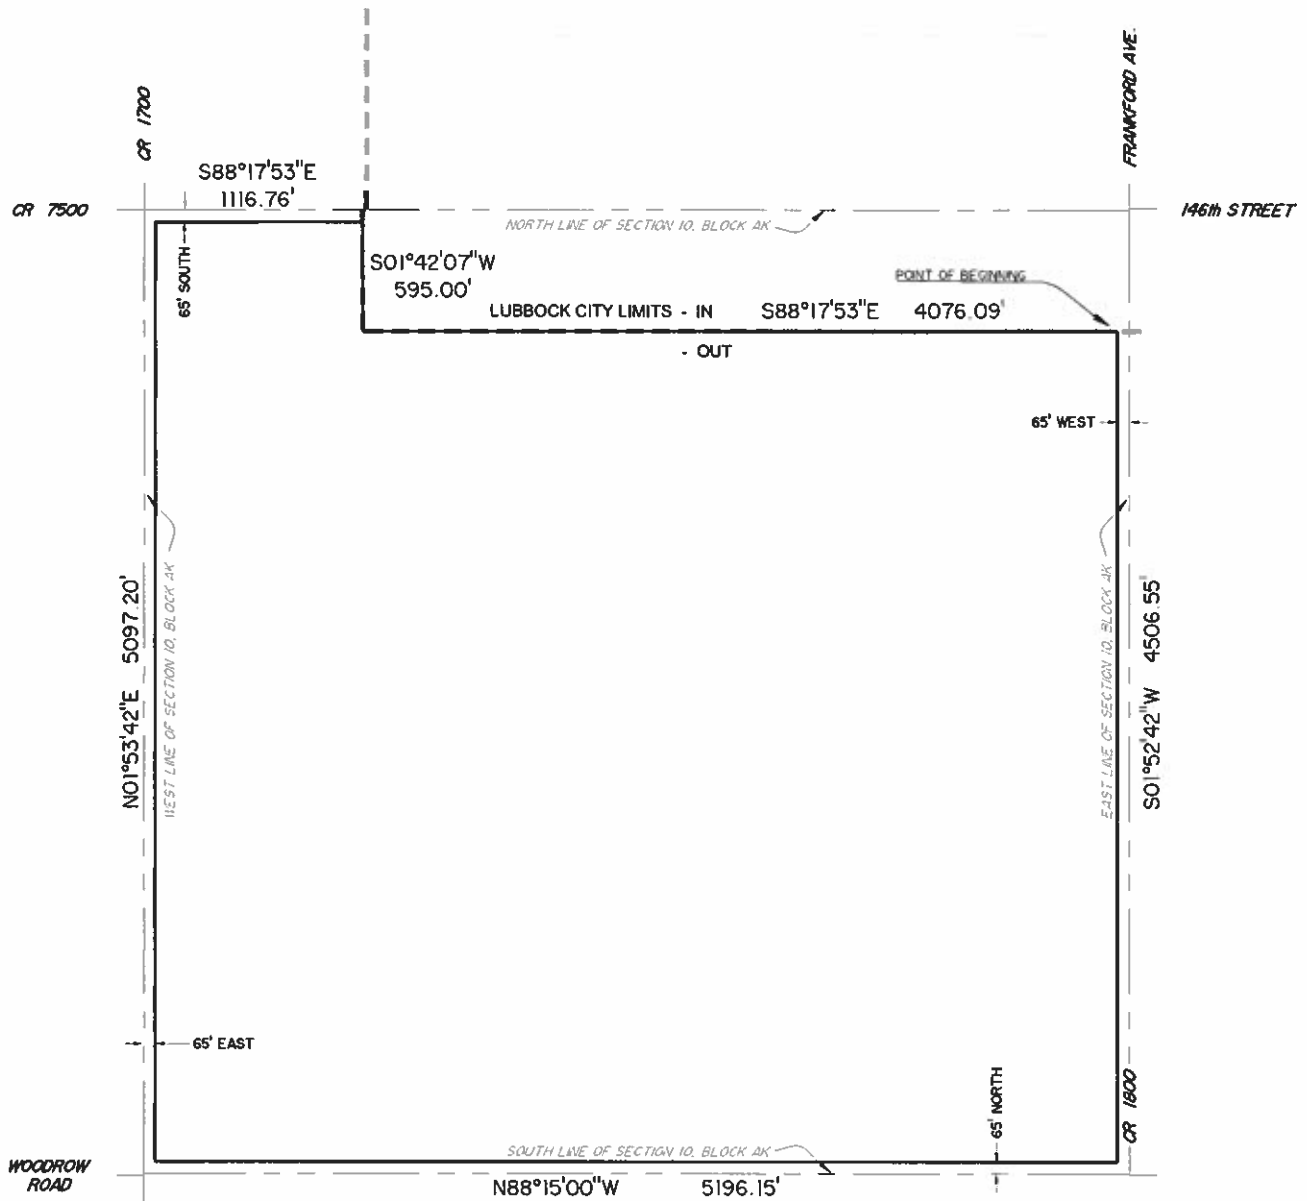 CR 1700
FRANKFORD AVE.
S88°17'53"E
1116.76'
CR 7500
146th STREET
NORTH LINE OF SECTION 10, BLOCK AK
65' SOUTH
S01°42'07"W
595.00'
POINT OF BEGINNING
LUBBOCK CITY LIMITS - IN
S88°17'53"E 4076.09'
- OUT
65' WEST
N01°53'42"E 5097.20'
WEST LINE OF SECTION 10, BLOCK AK
EAST LINE OF SECTION 10, BLOCK AK
S01°52'42"W 4506.55'
65' EAST
65' NORTH
CR 1800
SOUTH LINE OF SECTION 10, BLOCK AK
WOODROW
ROAD
N88°15'00"W 5196.15'